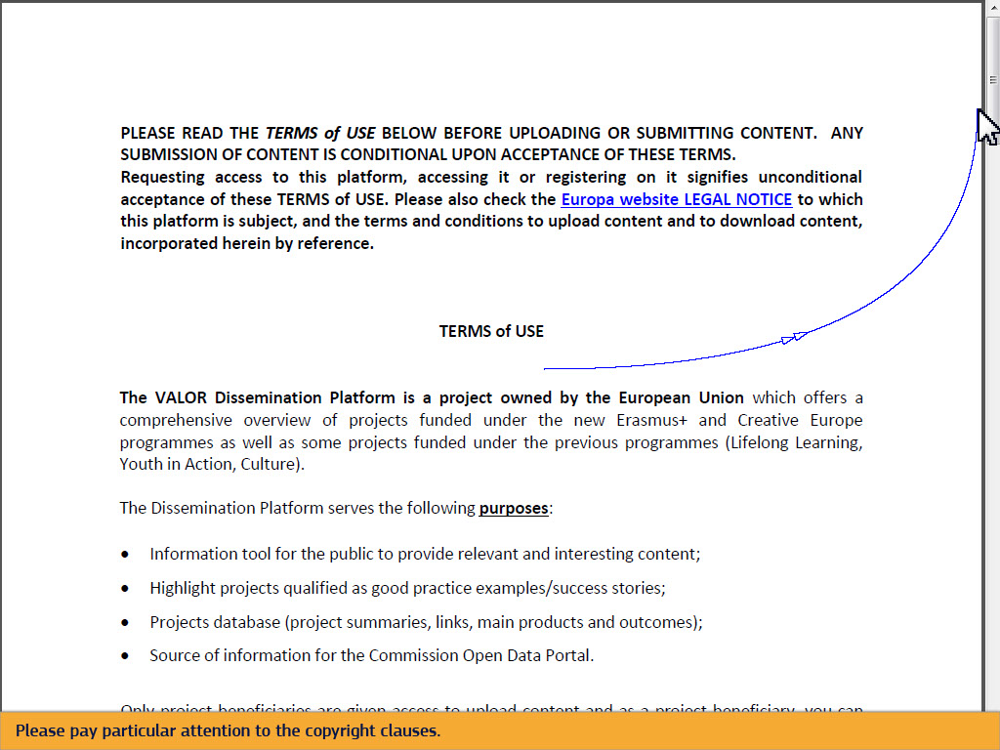 PLEASE READ THE TERMS of USE BELOW BEFORE UPLOADING OR SUBMITTING CONTENT. ANY
SUBMISSION OF CONTENT IS CONDITIONAL UPON ACCEPTANCE OF THESE TERMS.
Requesting access to this platform, accessing it or registering on it signifies unconditional
acceptance of these TERMS of USE. Please also check the Europa website LEGAL NOTICE to which
this platform is subject, and the terms and conditions to upload content and to download content,
incorporated herein by reference.
TERMS of USE
The VALOR Dissemination Platform is a project owned by the European Union which offers a
comprehensive overview of projects funded under the new Erasmus+ and Creative Europe
programmes as well as some projects funded under the previous programmes (Lifelong Learning,
Youth in Action, Culture).
The Dissemination Platform serves the following purposes:
• Information tool for the public to provide relevant and interesting content;
• Highlight projects qualified as good practice examples/success stories;
• Projects database (project summaries, links, main products and outcomes);
• Source of information for the Commission Open Data Portal.
Only project beneficiaries are given access to upload content and as a project beneficiary, you can
Please pay particular attention to the copyright clauses.